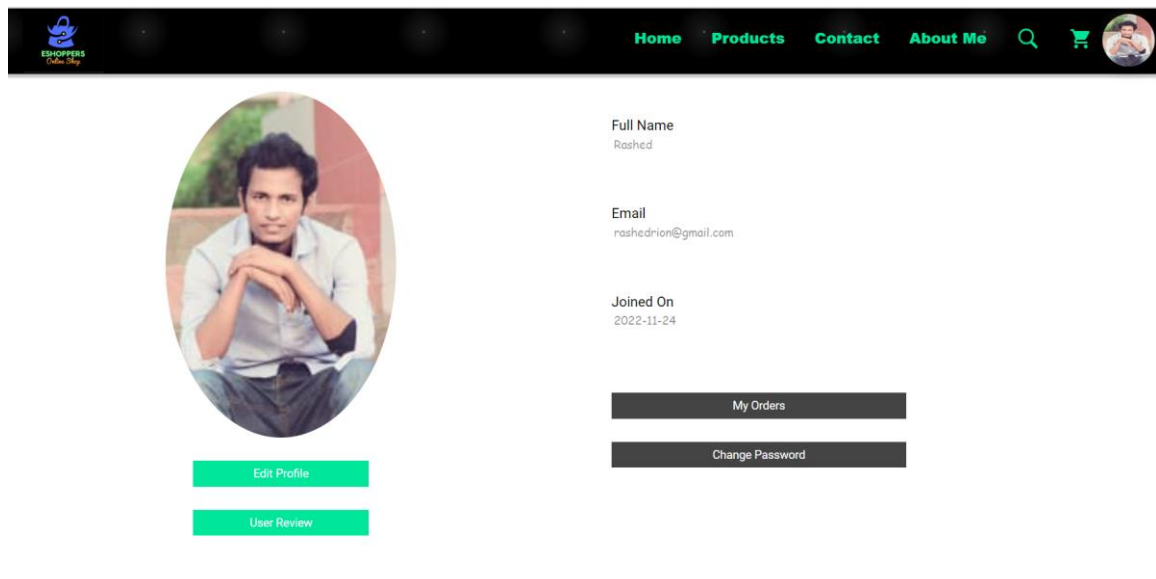 ESHOPPERS
Online Shop
Home Products Contact About Me
Full Name
Rashed
Email
rashedrion@gmail.com
Joined On
2022-11-24
My Orders
Change Password
Edit Profile
User Review